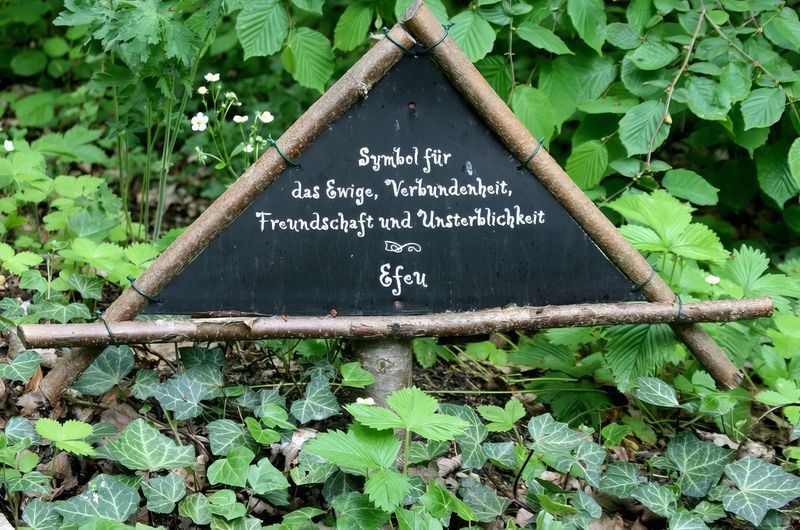 Symbol für
das Ewige, Verbundenheit,
Freundschaft und Unsterblichkeit
Efeu